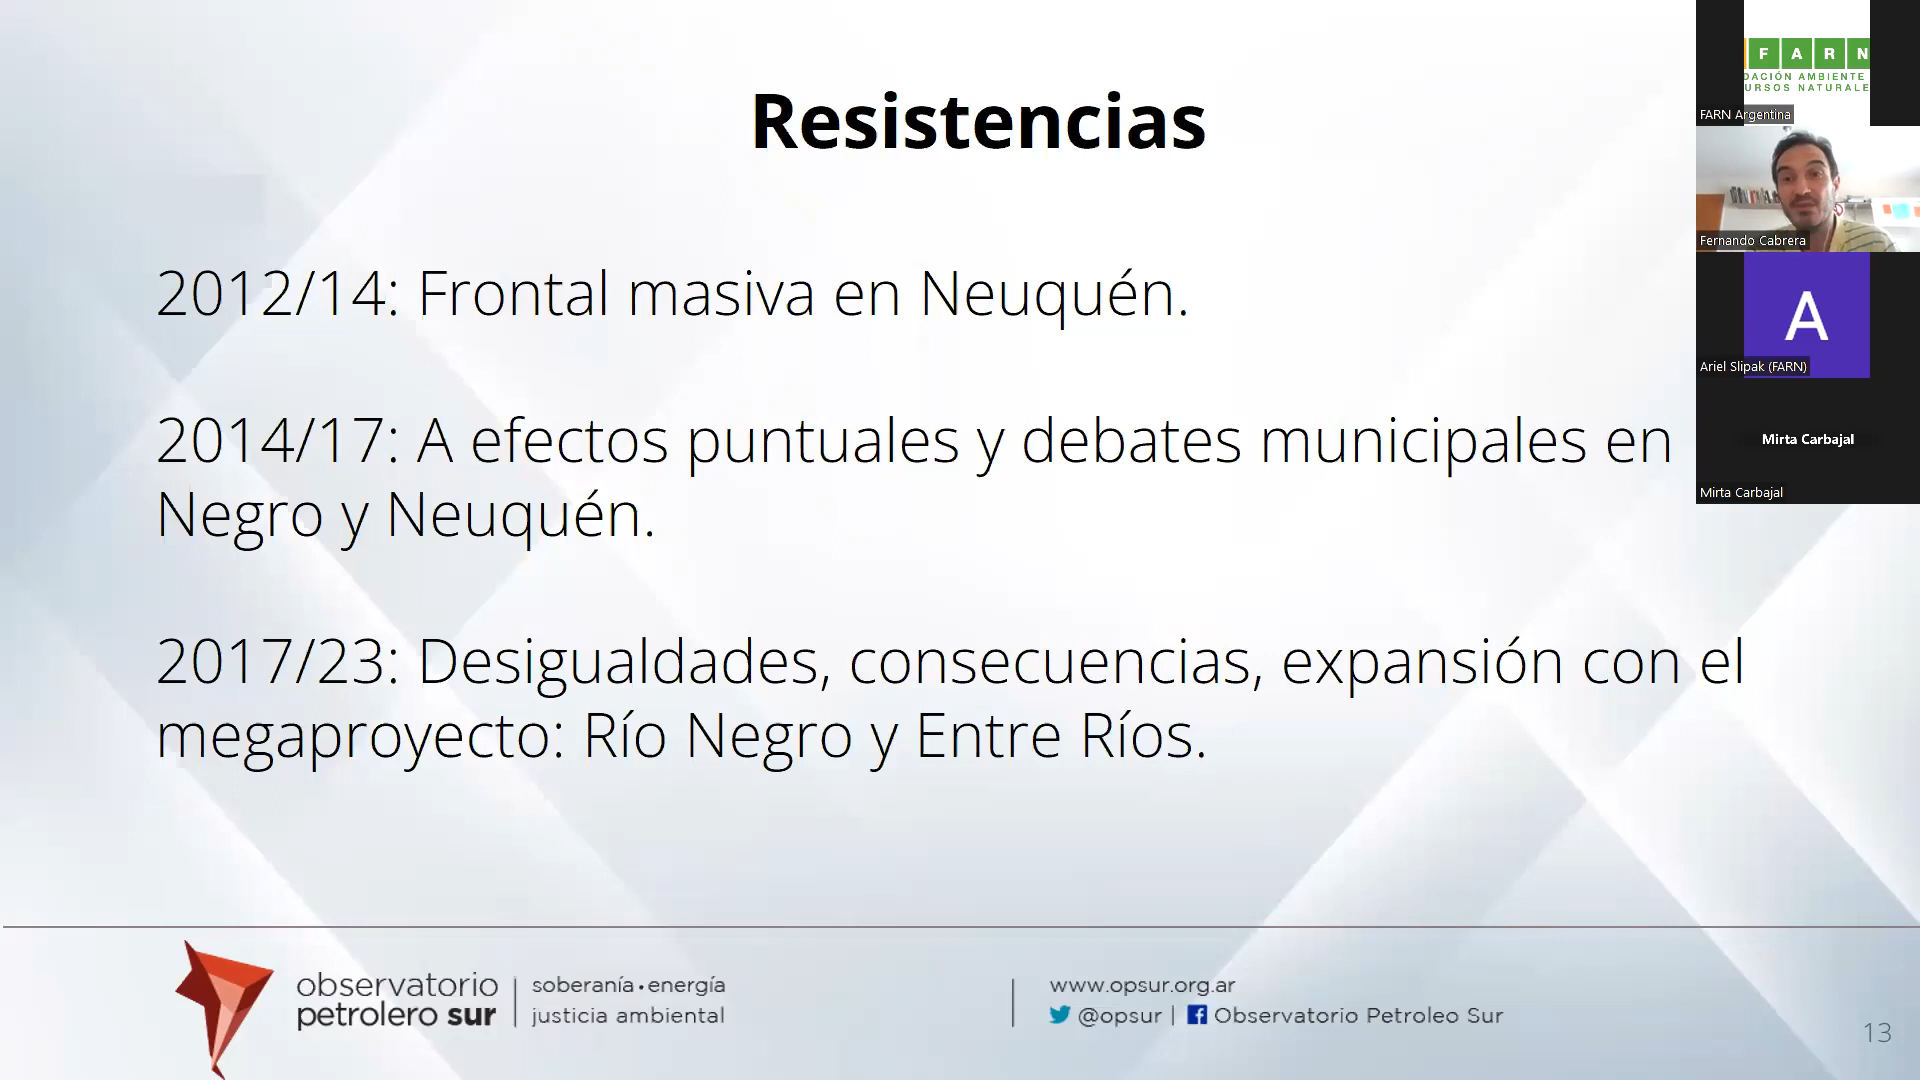 Resistencias
2012/14: Frontal masiva en Neuquén.
2014/17: A efectos puntuales y debates municipales en
Negro y Neuquén.
2017/23: Desigualdades, consecuencias, expansión con el
megaproyecto: Río Negro y Entre Ríos.
observatorio
petrolero sur
soberanía•energía
justicia ambiental
www.opsur.org.ar
@opsur | Observatorio Petroleo Sur
13
FARN
DACIÓN AMBIENTE
URSOS NATURALE
FARN Argentina
Fernando Cabrera
A
Ariel Slipak (FARN)
Mirta Carbajal
Mirta Carbajal